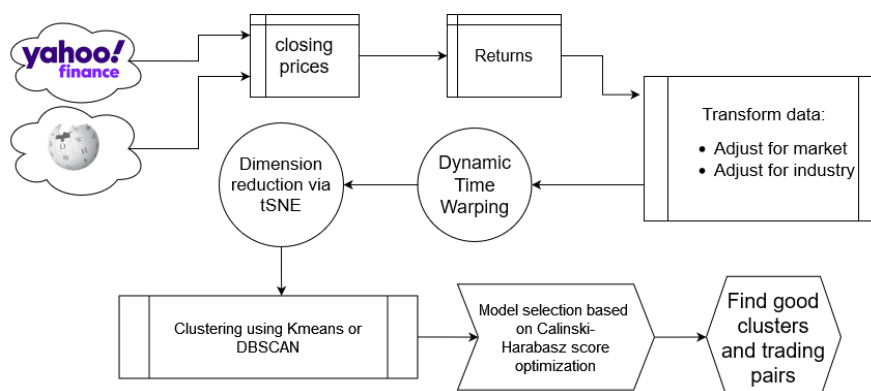 yahoo!
finance
closing
prices
Returns
Transform data:
• Adjust for market
• Adjust for industry
Dynamic
Time
Warping
Dimension
reduction via
tSNE
Clustering using Kmeans or
DBSCAN
Model selection based
on Calinski-
Harabasz score
optimization
Find good
clusters
and trading
pairs